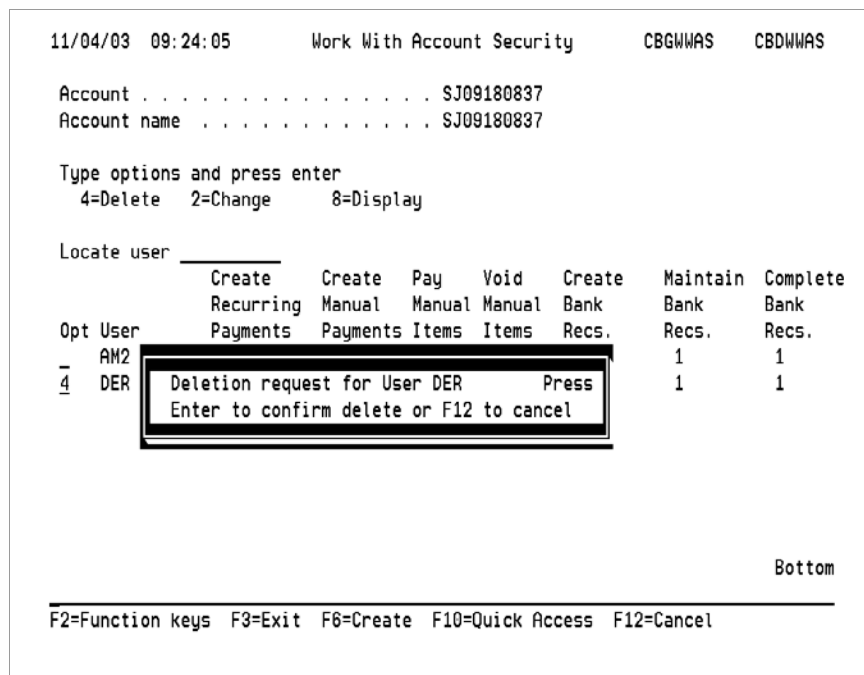 11/04/03 09:24:05 Work With Account Security CBGWWAS CBDWWAS
Account . . . . . . . . . . . . . . . SJ09180837
Account name . . . . . . . . . . . . SJ09180837
Type options and press enter
4=Delete 2=Change 8=Display
Locate user
Create Create Pay Void Create Maintain Complete
Recurring Manual Manual Manual Bank Bank Bank
Opt User Payments Payments Items Items Recs. Recs. Recs.
AM2 1 1
4 DER 1 1
Deletion request for User DER Press
Enter to confirm delete or F12 to cancel
Bottom
F2=Function keys F3=Exit F6=Create F10=Quick Access F12=Cancel